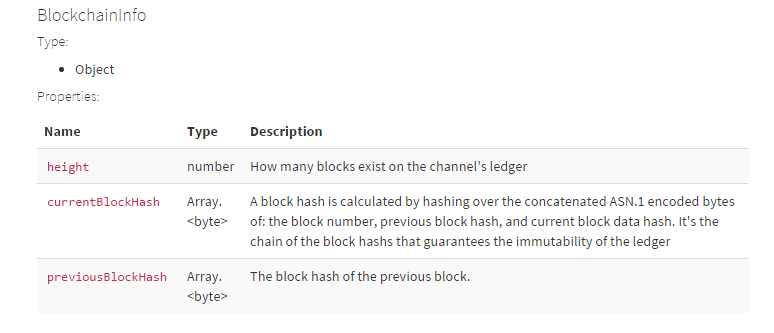 BlockchainInfo
Type:
Object
Properties:
Name Type Description
height number How many blocks exist on the channel's ledger
currentBlockHash Array. A block hash is calculated by hashing over the concatenated ASN.1 encoded bytes
<byte> of: the block number, previous block hash, and current block data hash. It's the
chain of the block hashs that guarantees the immutability of the ledger
previousBlockHash Array. The block hash of the previous block.
<byte>